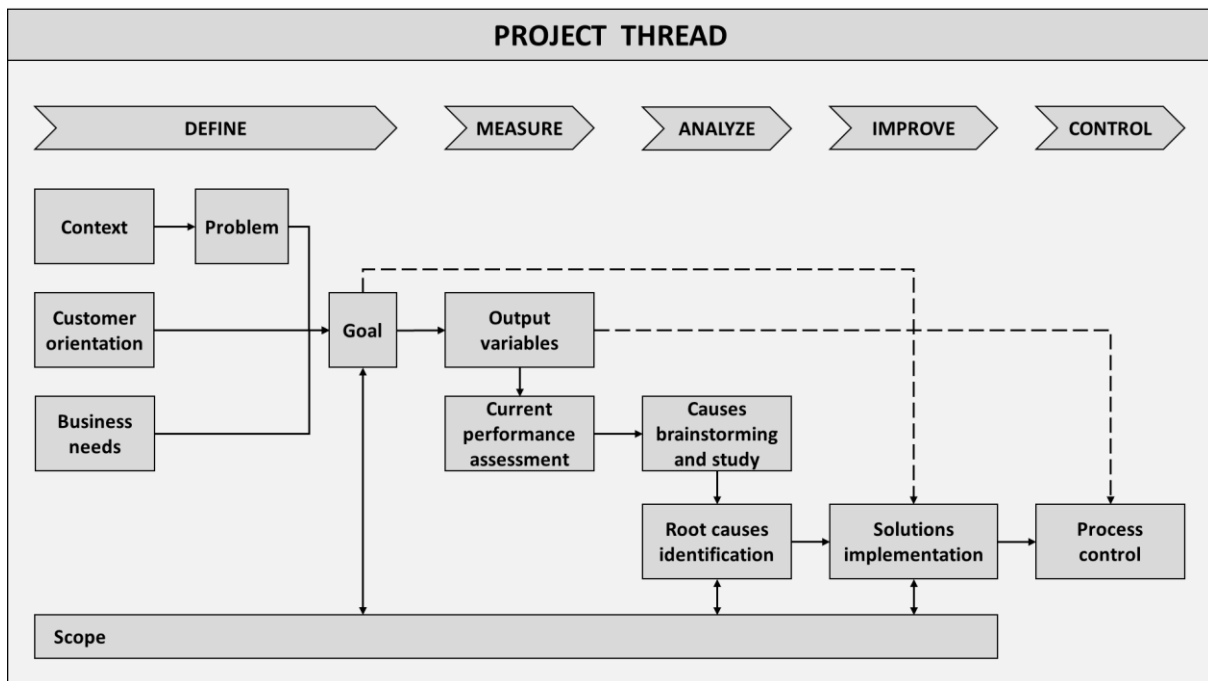 PROJECT THREAD
DEFINE
MEASURE
ANALYZE
IMPROVE
CONTROL
Context
Problem
Customer
orientation
Goal
Output
variables
Business
needs
Current
performance
assessment
Causes
brainstorming
and study
Root causes
identification
Solutions
implementation
Process
control
Scope